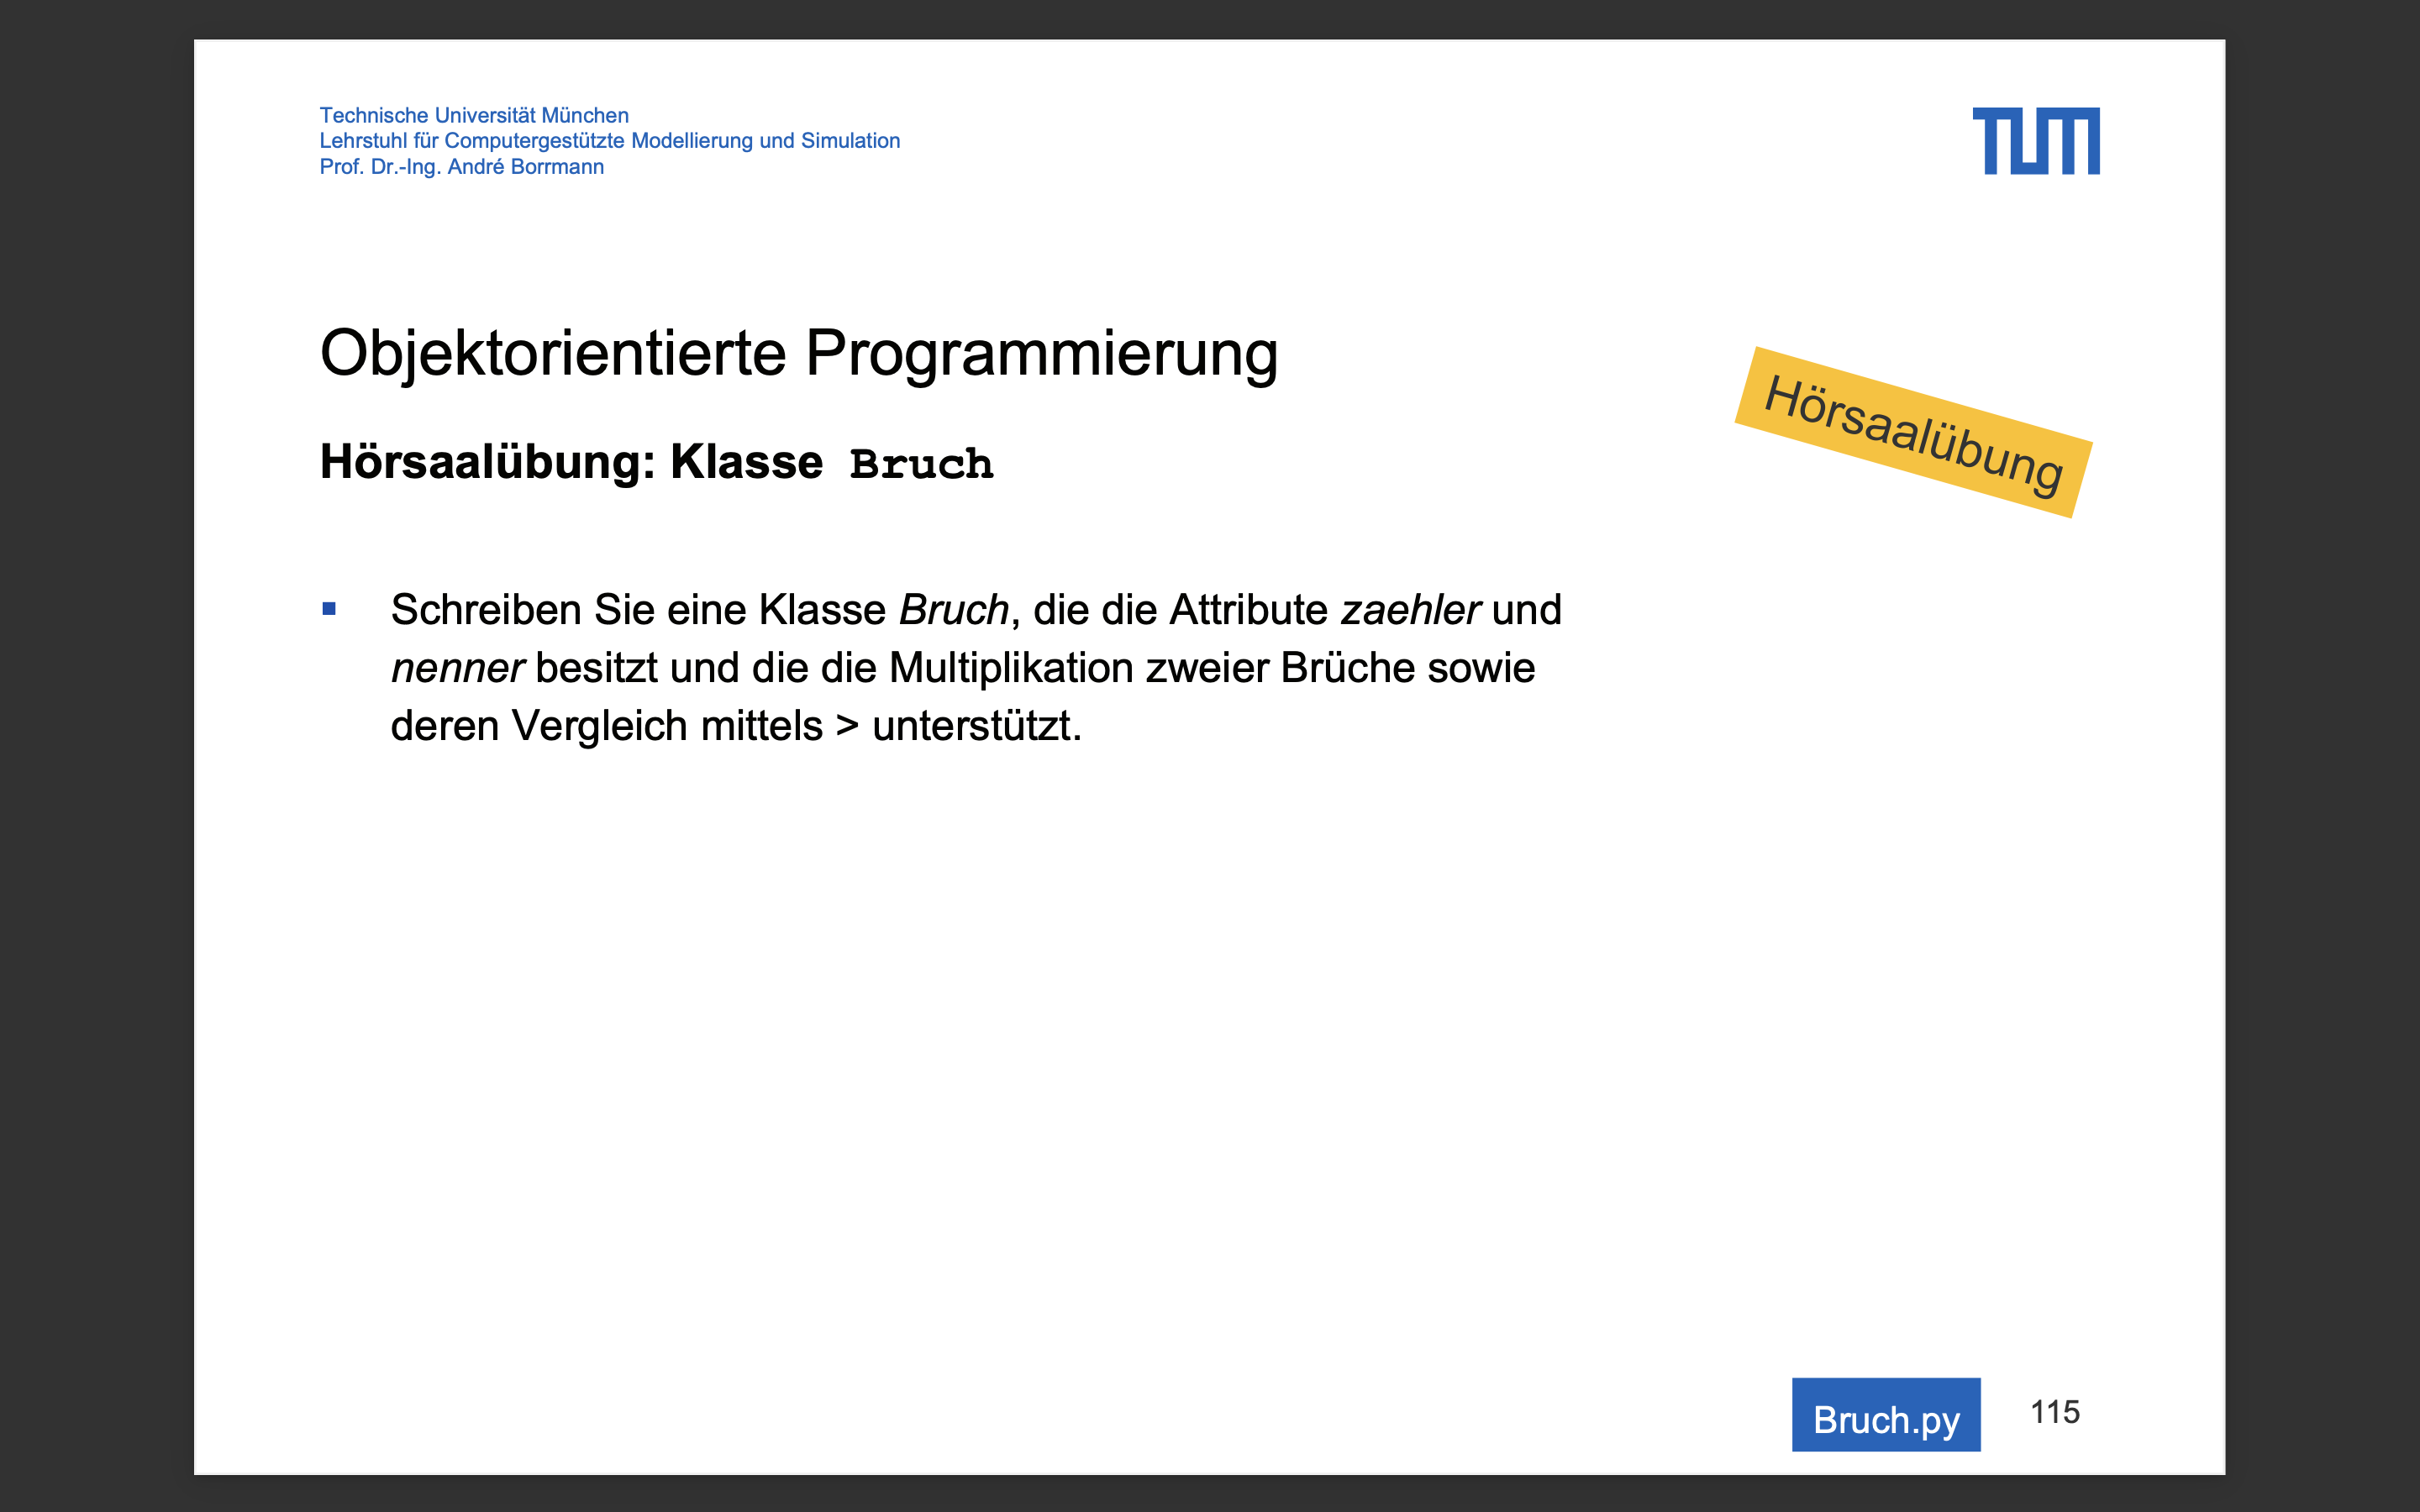 Technische Universität München
Lehrstuhl für Computergestützte Modellierung und Simulation
Prof. Dr.-Ing. André Borrmann
TUM
Objektorientierte Programmierung
Hörsaalübung
Hörsaalübung: Klasse Bruch
Schreiben Sie eine Klasse Bruch, die die Attribute zaehler und
nenner besitzt und die die Multiplikation zweier Brüche sowie
deren Vergleich mittels > unterstützt.
Bruch.py
115